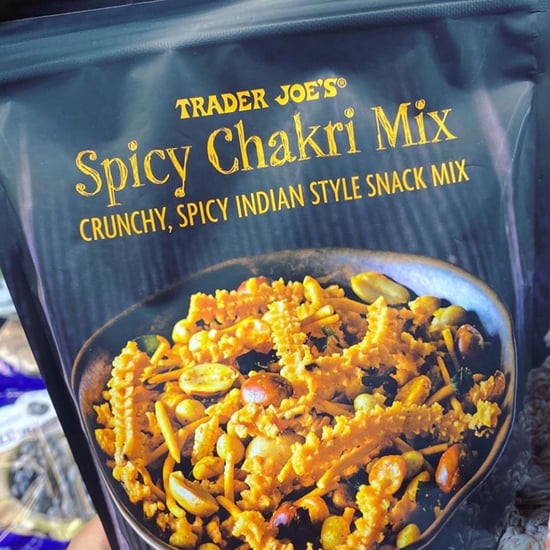 TRADER JOE'S®
Spicy Chakri Mix
CRUNCHY, SPICY INDIAN STYLE SNACK MIX